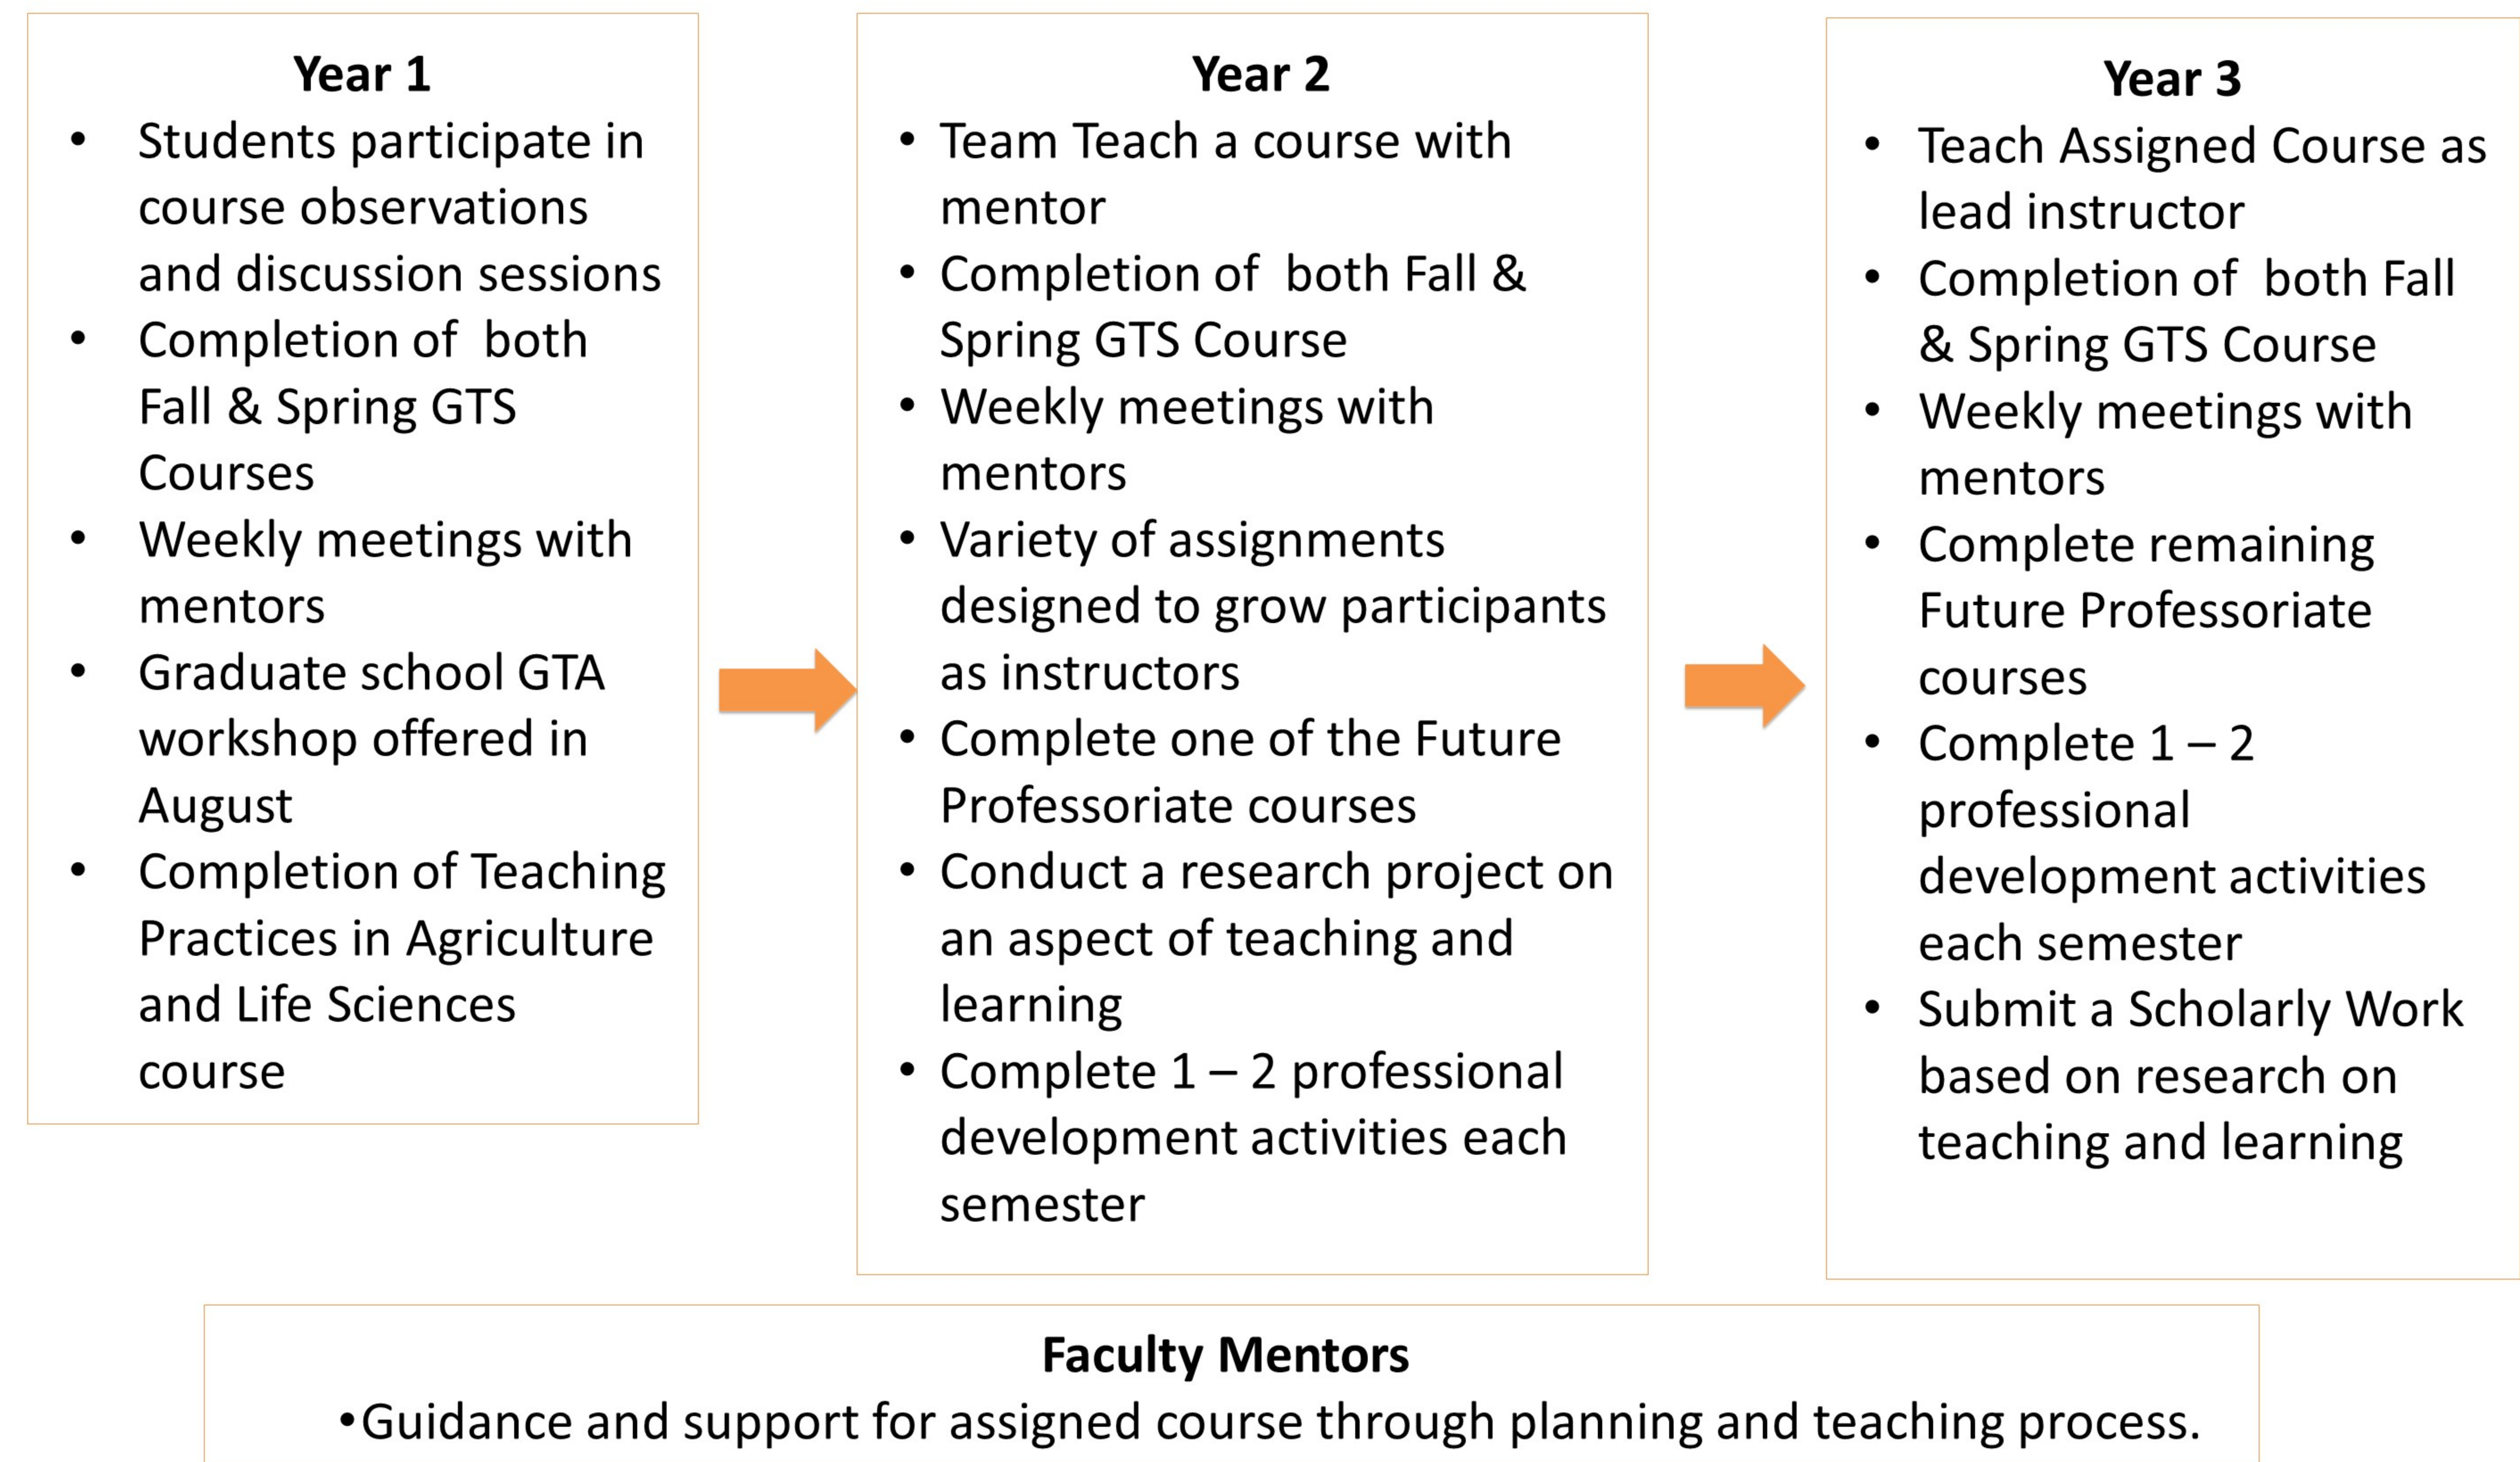 Year 1
• Students participate in
course observations
and discussion sessions
• Completion of  both
Fall & Spring GTS
Courses
• Weekly meetings with
mentors
• Graduate school GTA
workshop offered in
August
• Completion of Teaching
Practices in Agriculture
and Life Sciences
course
Year 2
• Team Teach a course with
mentor
• Completion of  both Fall &
Spring GTS Course
• Weekly meetings with
mentors
• Variety of assignments
designed to grow participants
as instructors
• Complete one of the Future
Professoriate courses
• Conduct a research project on
an aspect of teaching and
learning
• Complete 1 – 2 professional
development activities each
semester
Year 3
• Teach Assigned Course as
lead instructor
• Completion of  both Fall
& Spring GTS Course
• Weekly meetings with
mentors
• Complete remaining
Future Professoriate
courses
• Complete 1 – 2
professional
development activities
each semester
• Submit a Scholarly Work
based on research on
teaching and learning
Faculty Mentors
•Guidance and support for assigned course through planning and teaching process.